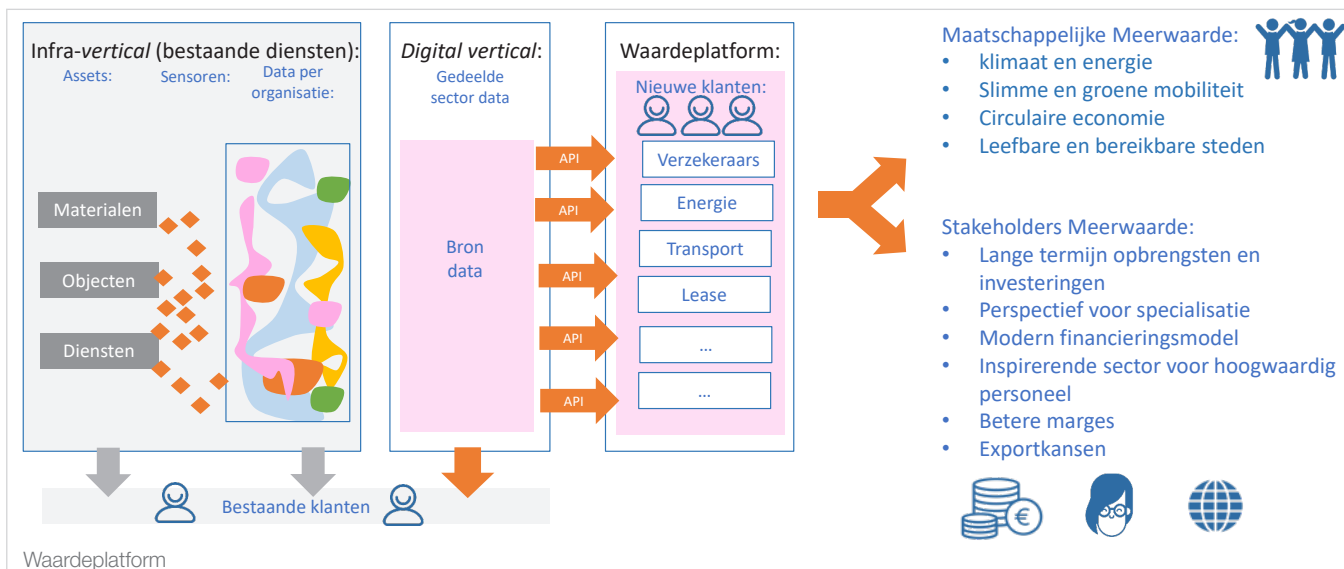 Infra-vertical (bestaande diensten):
Assets:
Sensoren:
Data per
organisatie:
Materialen
Objecten
Diensten
Digital vertical:
Gedeelde
sector data
Bron
data
API
API
API
API
API
Waardeplatform:
Nieuwe klanten:
Verzekeraars
Energie
Transport
Lease
...
...
Bestaande klanten
Maatschappelijke Meerwaarde:
• klimaat en energie
• Slimme en groene mobiliteit
• Circulaire economie
• Leefbare en bereikbare steden
Stakeholders Meerwaarde:
• Lange termijn opbrengsten en
investeringen
• Perspectief voor specialisatie
• Modern financieringsmodel
• Inspirerende sector voor hoogwaardig
personeel
• Betere marges
• Exportkansen
€
Waardeplatform